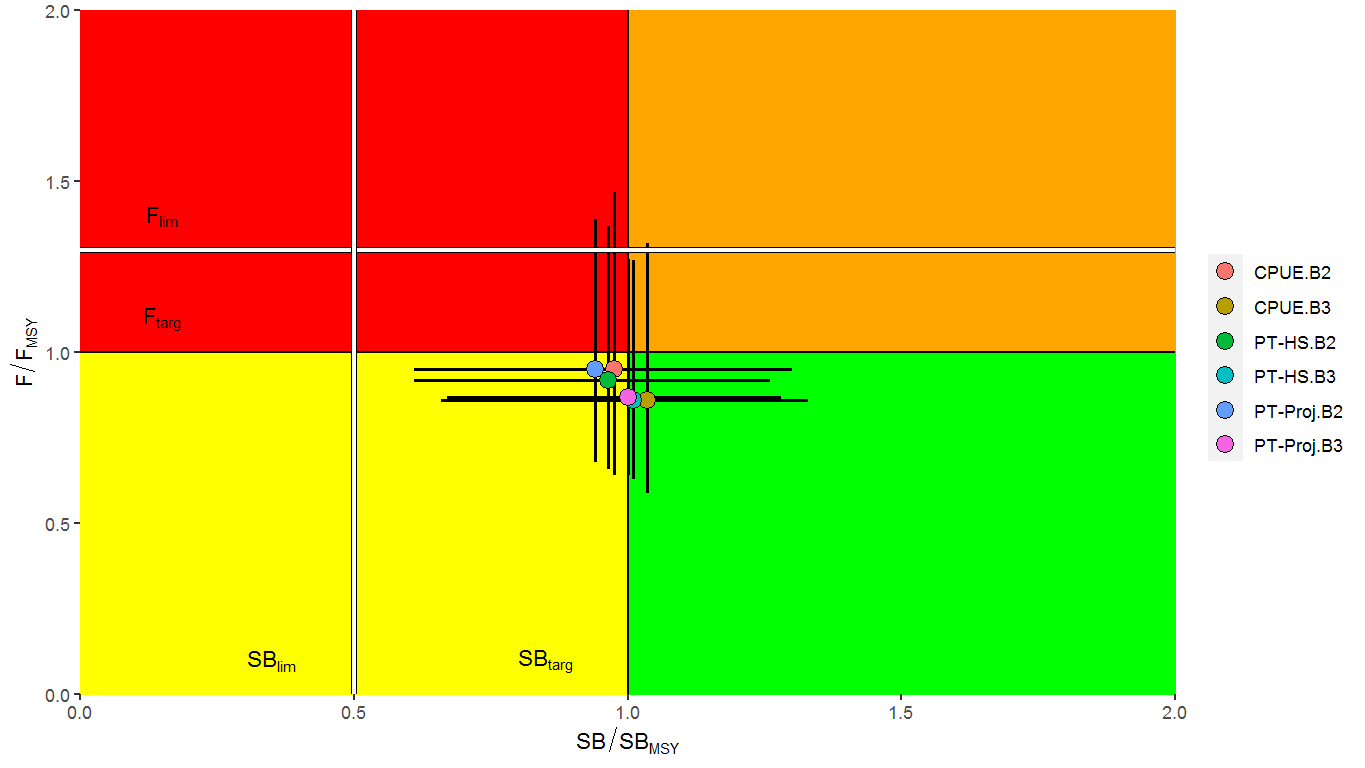 2.0
1.5
1.0
0.5
0.0
F/F_MSY
F_lim
F_targ
SB_lim
SB_targ
0.0 0.5 1.0 1.5 2.0
SB/SB_MSY
CPUE.B2
CPUE.B3
PT-HS.B2
PT-HS.B3
PT-Proj.B2
PT-Proj.B3